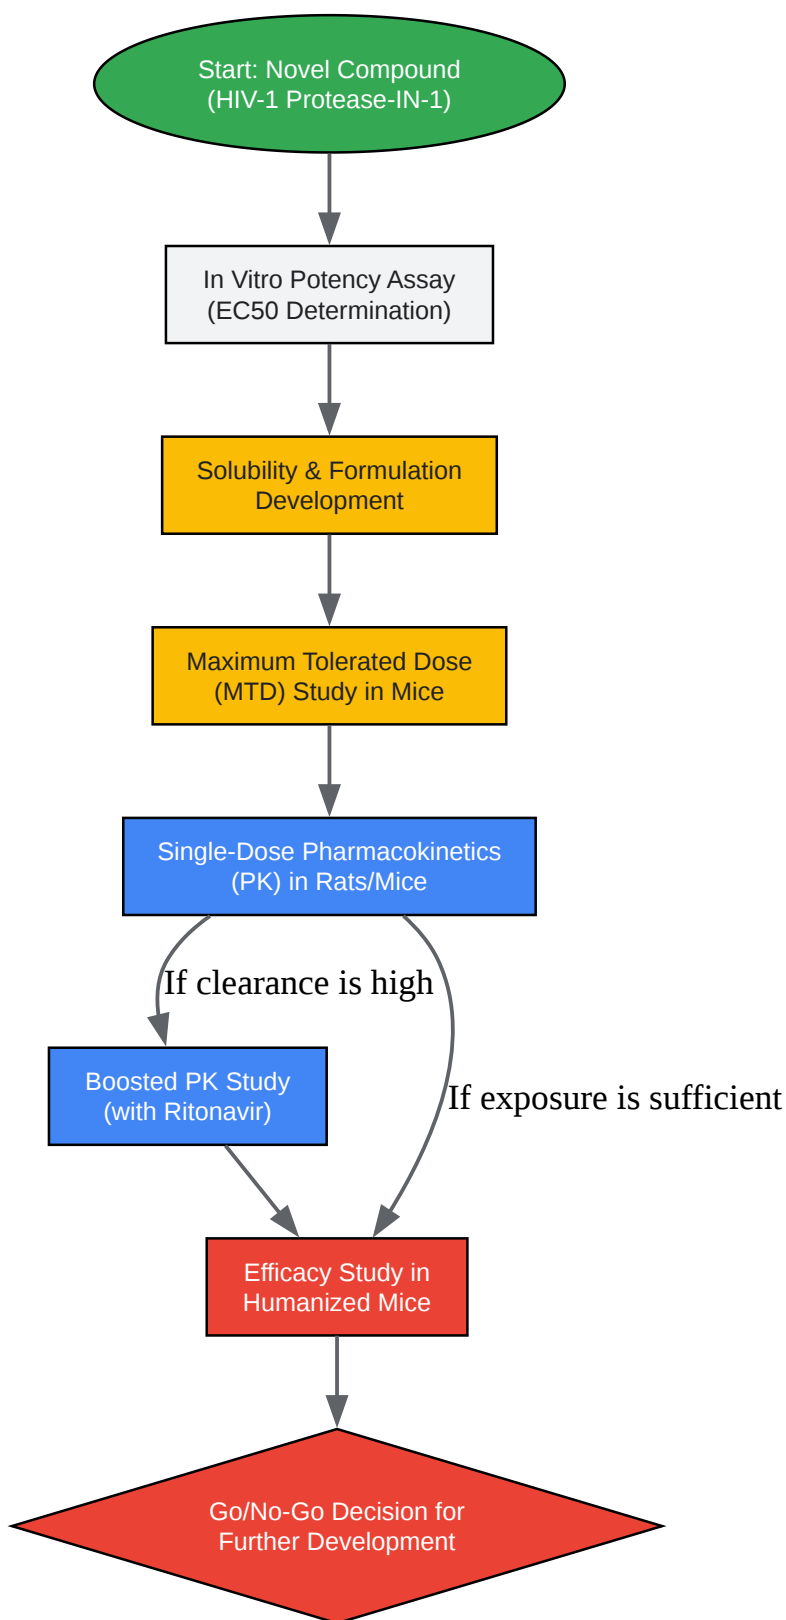 Start: Novel Compound
(HIV-1 Protease-IN-1)
In Vitro Potency Assay
(EC50 Determination)
Solubility & Formulation
Development
Maximum Tolerated Dose
(MTD) Study in Mice
Single-Dose Pharmacokinetics
(PK) in Rats/Mice
If clearance is high
Boosted PK Study
(with Ritonavir)
If exposure is sufficient
Efficacy Study in
Humanized Mice
Go/No-Go Decision for
Further Development